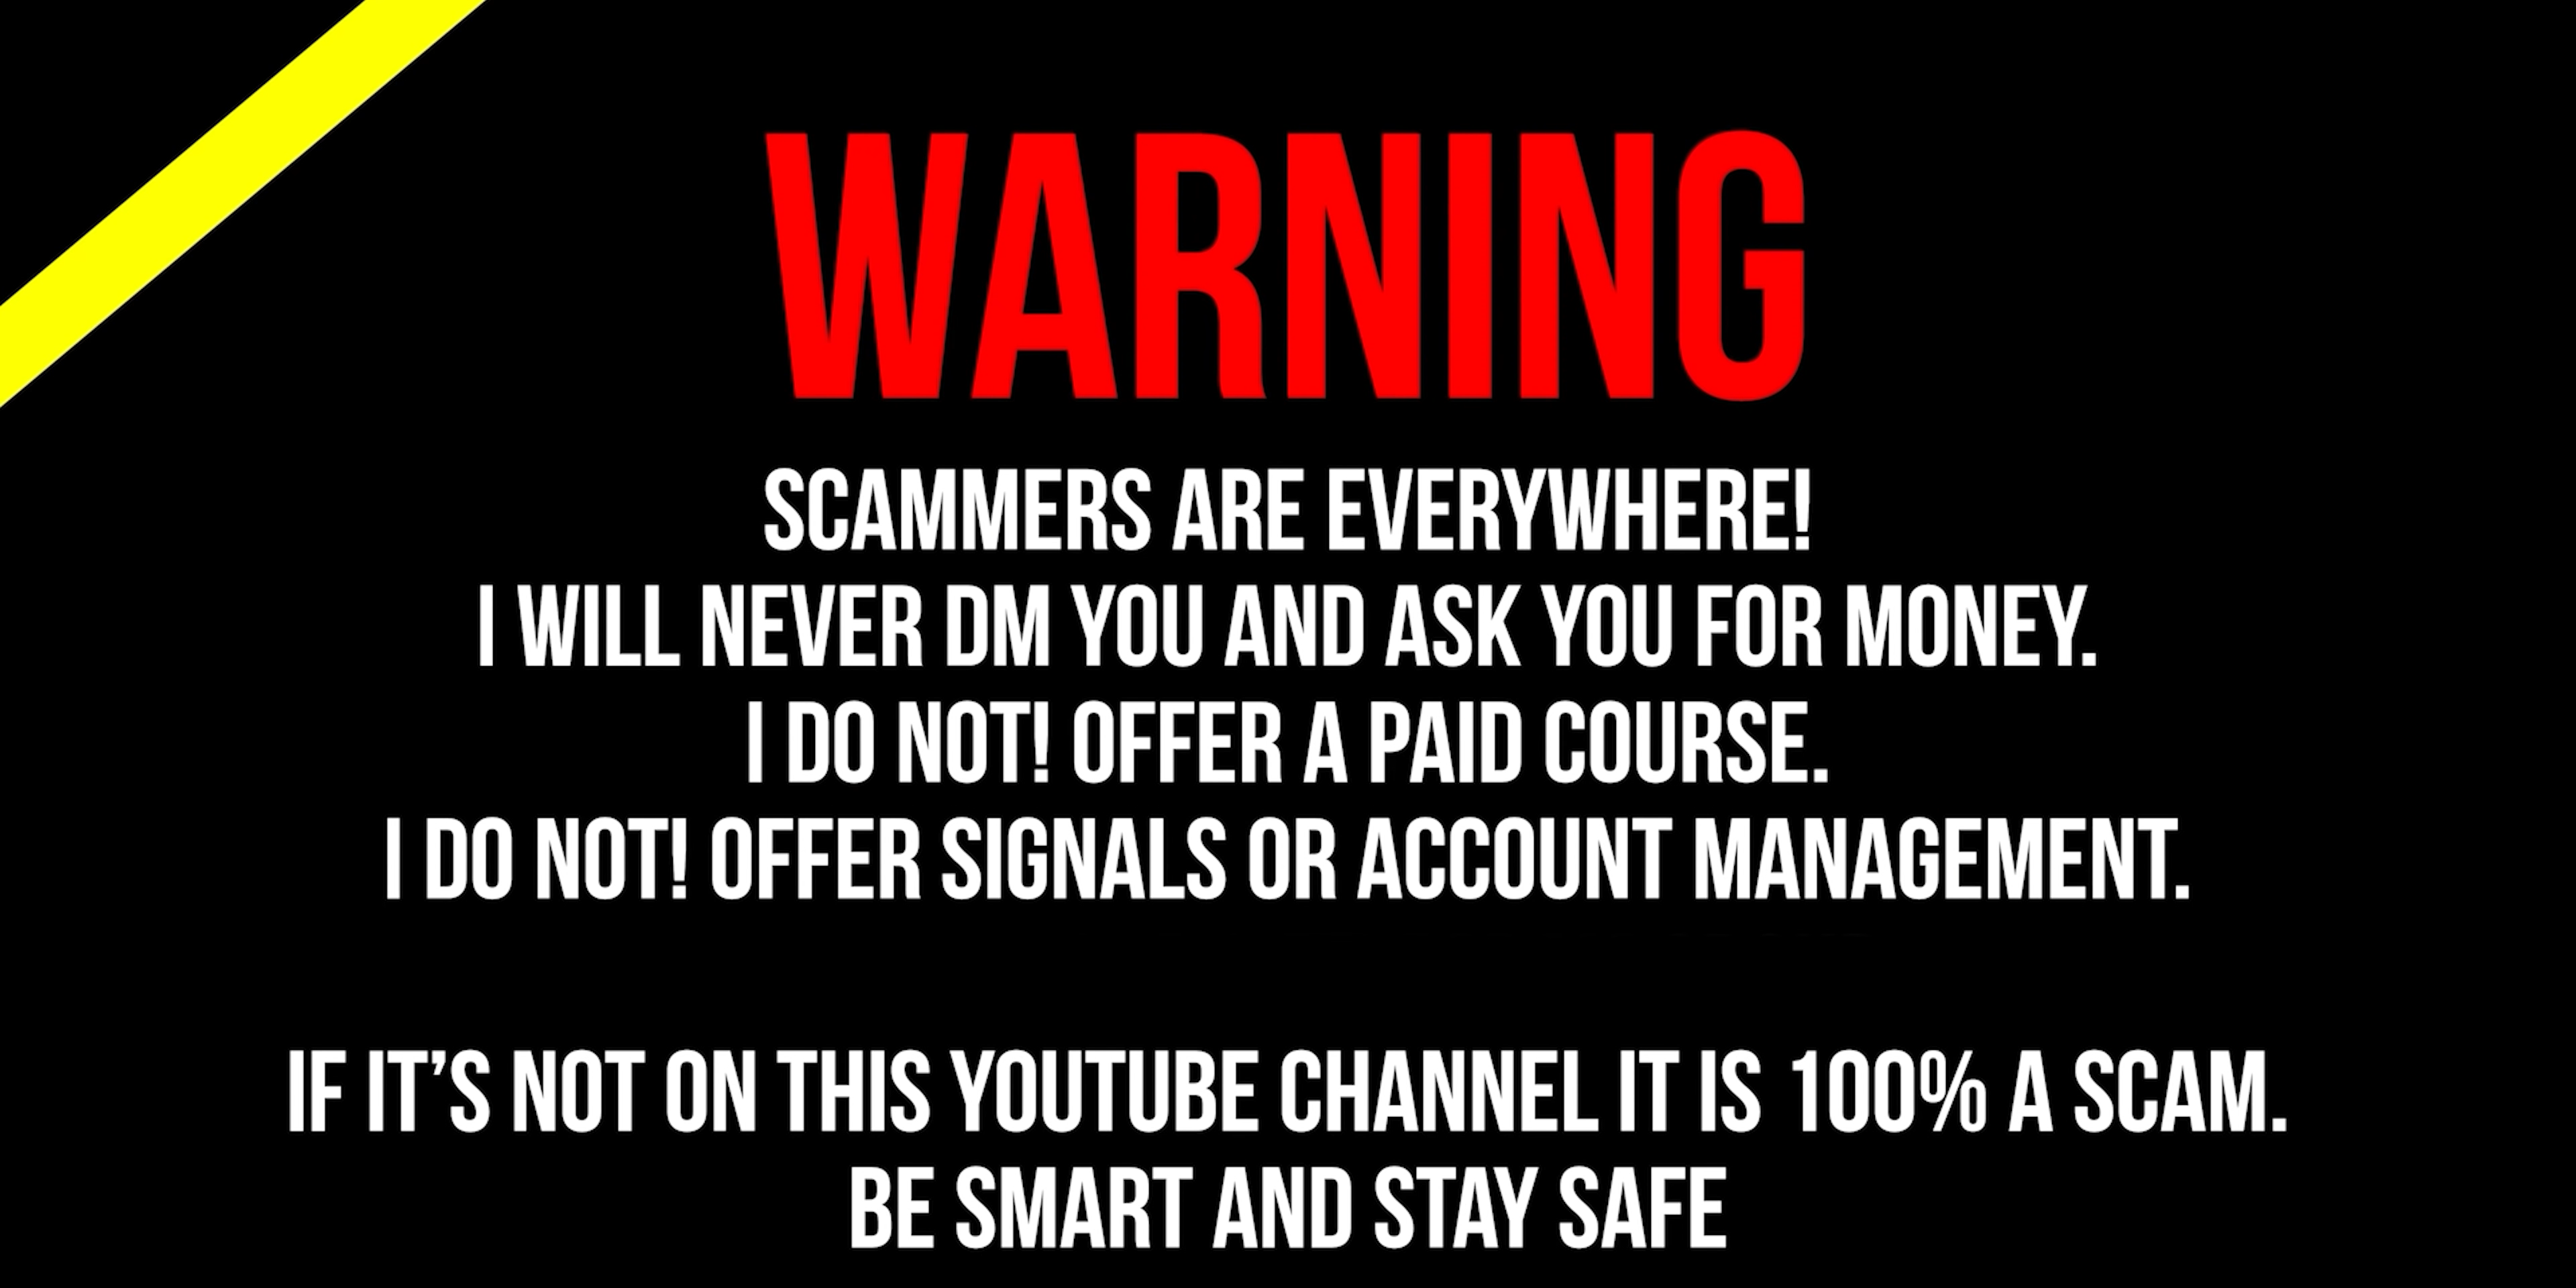 WARNING
SCAMMERS ARE EVERYWHERE!
I WILL NEVER DM YOU AND ASK YOU FOR MONEY.
I DO NOT! OFFER A PAID COURSE.
I DO NOT! OFFER SIGNALS OR ACCOUNT MANAGEMENT.
IF IT’S NOT ON THIS YOUTUBE CHANNEL IT IS 100% A SCAM.
BE SMART AND STAY SAFE